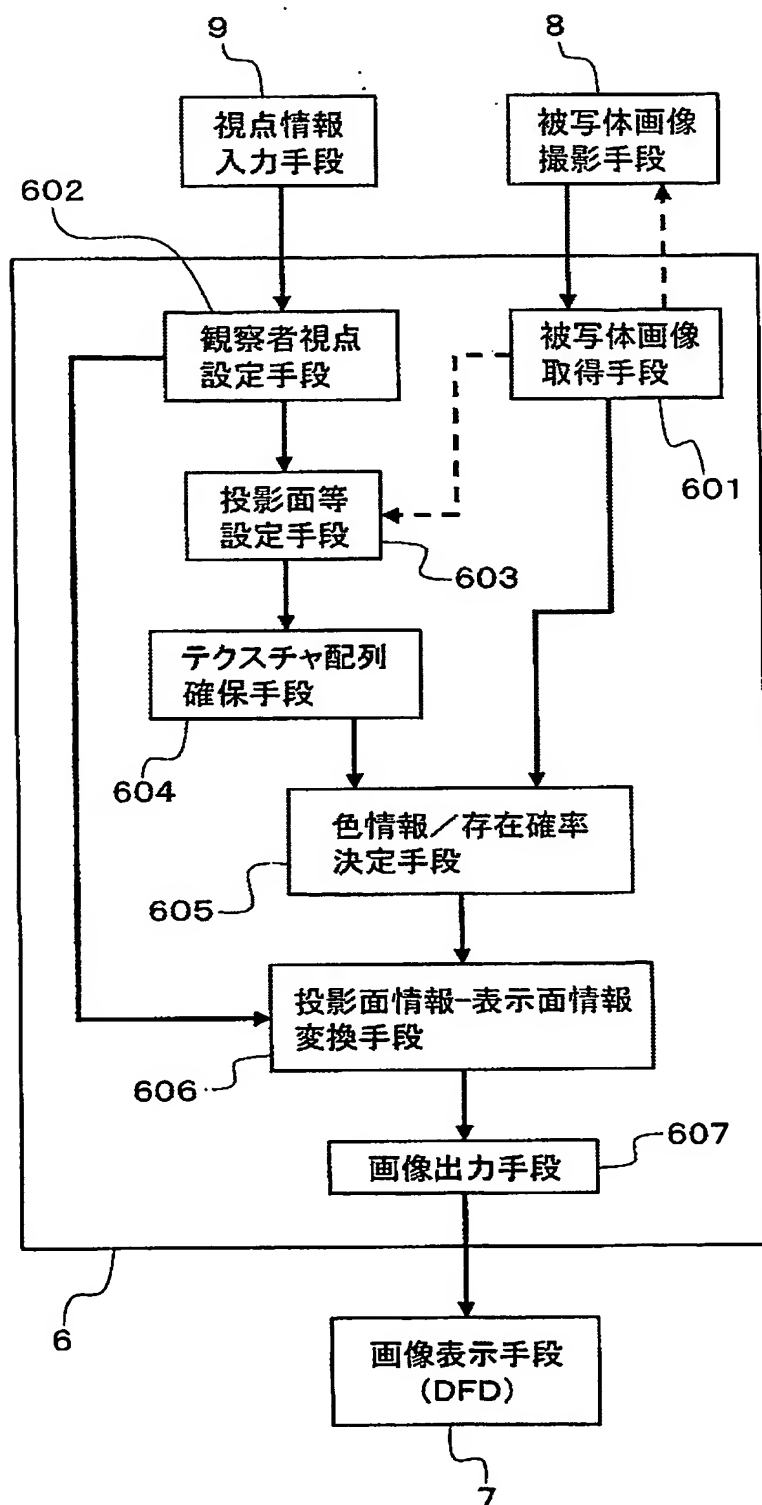 9
8
視点情報
入力手段
被写体画像
撮影手段
602
観察者視点
設定手段
被写体画像
取得手段
601
投影面等
設定手段
603
テクスチャ配列
確保手段
604
色情報/存在確率
決定手段
605
投影面情報-表示面情報
変換手段
606
607
画像出力手段
6
画像表示手段
(DFD)
7